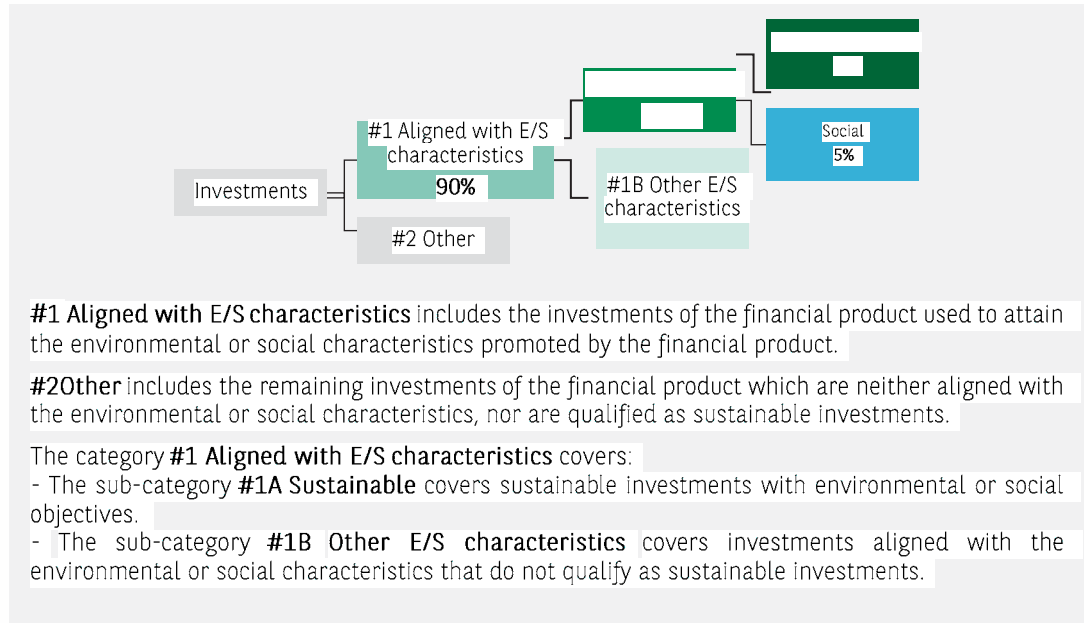 Social
5%
#1 Aligned with E/S
characteristics
90%
#1B Other E/S
characteristics
Investments
#2 Other
#1 Aligned with E/S characteristics includes the investments of the financial product used to attain
the environmental or social characteristics promoted by the financial product.
#2Other includes the remaining investments of the financial product which are neither aligned with
the environmental or social characteristics, nor are qualified as sustainable investments.
The category #1 Aligned with E/S characteristics covers:
- The sub-category #1A Sustainable covers sustainable investments with environmental or social
objectives.
- The sub-category #1B Other E/S characteristics covers investments aligned with the
environmental or social characteristics that do not qualify as sustainable investments.